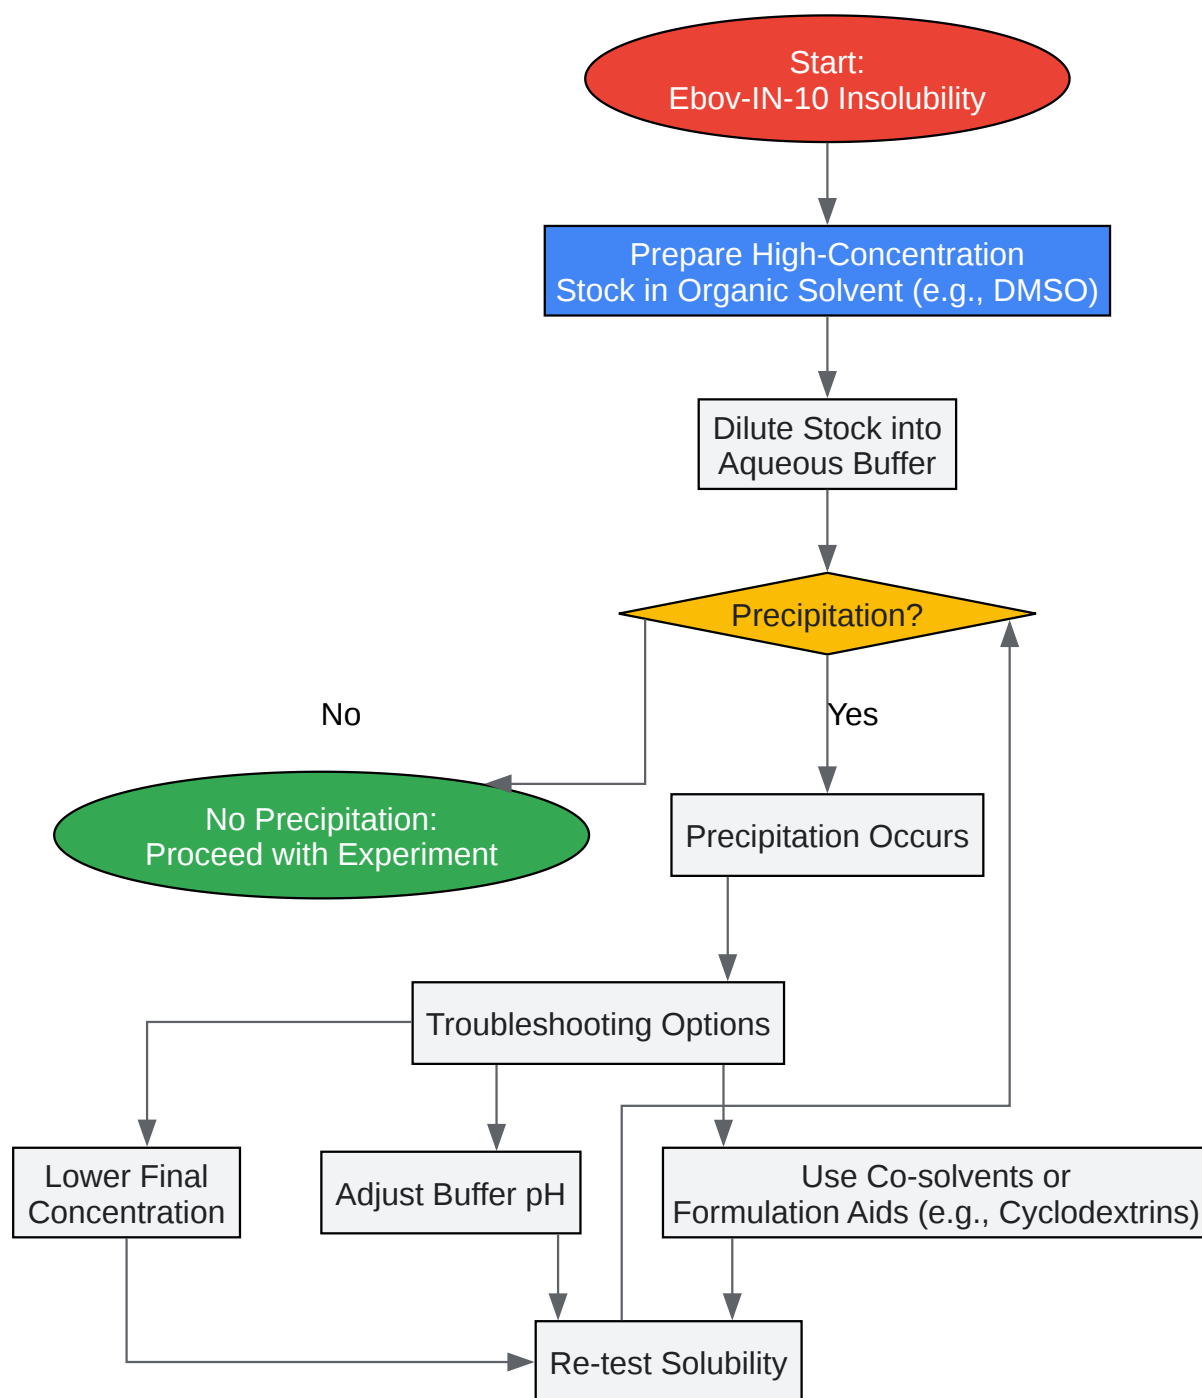 Start:
Ebov-IN-10 Insolubility
Prepare High-Concentration
Stock in Organic Solvent (e.g., DMSO)
Dilute Stock into
Aqueous Buffer
Precipitation?
No
Yes
No Precipitation:
Proceed with Experiment
Precipitation Occurs
Troubleshooting Options
Lower Final
Concentration
Adjust Buffer pH
Use Co-solvents or
Formulation Aids (e.g., Cyclodextrins)
Re-test Solubility